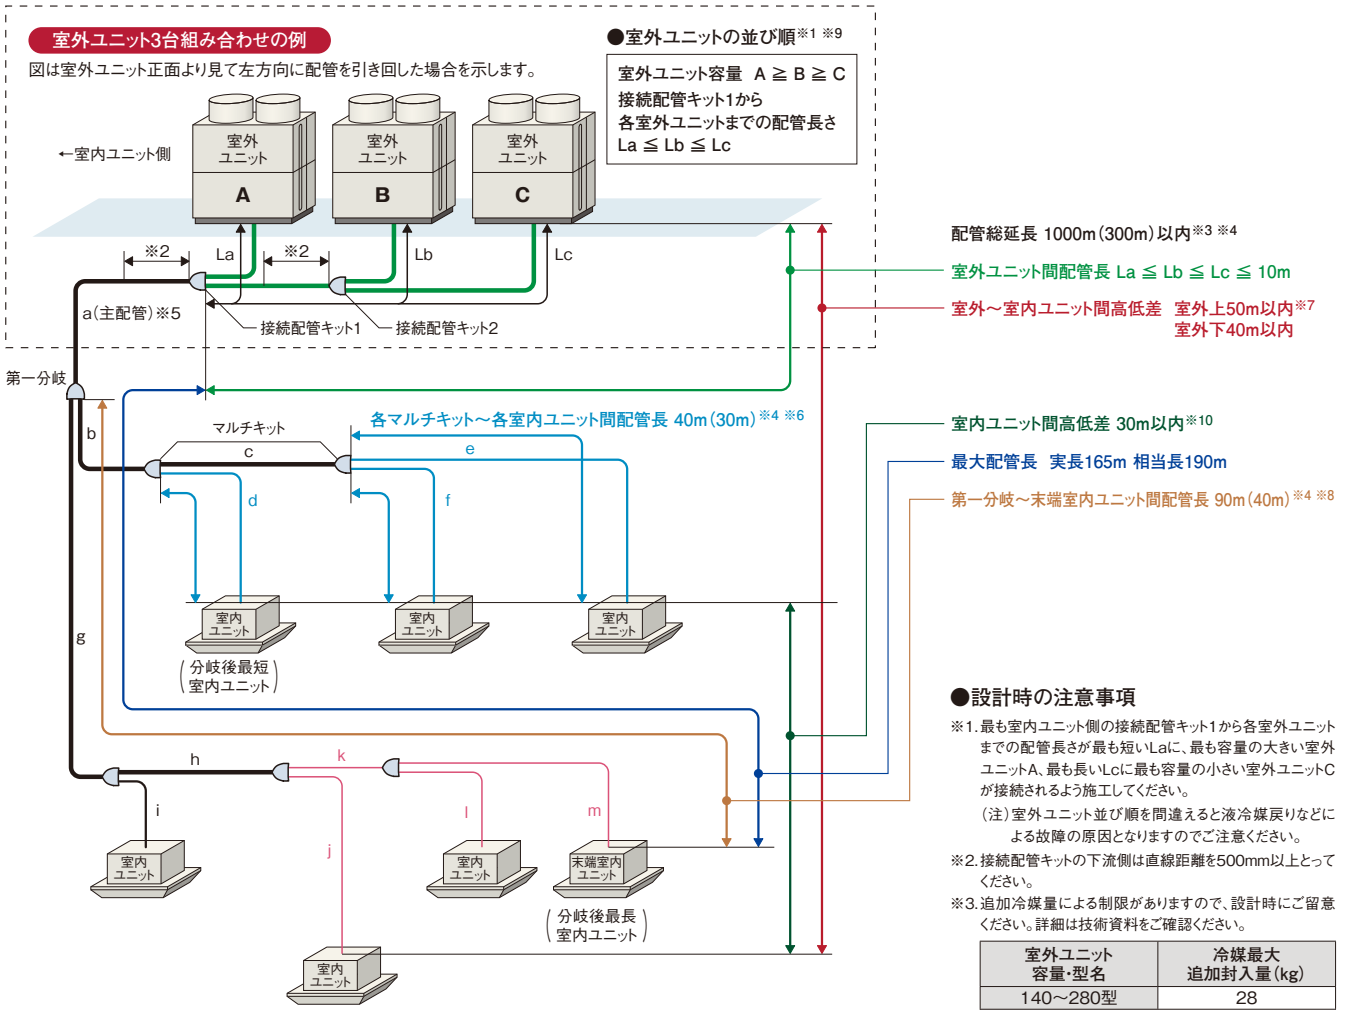 室外ユニット3台組み合わせの例
図は室外ユニット正面より見て左方向に配管を引き回した場合を示します。
●室外ユニットの並び順※1 ※9
室外ユニット容量 A ≧ B ≧ C
接続配管キット1から
各室外ユニットまでの配管長さ
La ≦ Lb ≦ Lc
←室内ユニット側
室外
ユニット
A
室外
ユニット
B
室外
ユニット
C
※2
La
※2
Lb
Lc
a(主配管)※5
接続配管キット1
接続配管キット2
配管総延長 1000m(300m)以内※3 ※4
室外ユニット間配管長 La ≦ Lb ≦ Lc ≦ 10m
室外～室内ユニット間高低差 室外上50m以内※7
室外下40m以内
第一分岐
各マルチキット～各室内ユニット間配管長 40m(30m)※4 ※6
室内ユニット間高低差 30m以内※10
最大配管長 実長165m 相当長190m
第一分岐～末端室内ユニット間配管長 90m(40m)※4 ※8
b
マルチキット
c
d
e
f
g
室内
ユニット
室内
ユニット
室内
ユニット
(分岐後最短
室内ユニット)
h
i
j
k
l
m
室内
ユニット
室内
ユニット
末端室内
ユニット
(分岐後最長
室内ユニット)
室内
ユニット
●設計時の注意事項
※1.最も室内ユニット側の接続配管キット1から各室外ユニット
までの配管長さが最も短いLaに、最も容量の大きい室外
ユニットA、最も長いLcに最も容量の小さい室外ユニットC
が接続されるよう施工してください。
(注)室外ユニット並び順を間違えると液冷媒戻りなどに
よる故障の原因となりますのでご注意ください。
※2.接続配管キットの下流側は直線距離を500mm以上とって
ください。
※3.追加冷媒量による制限がありますので、設計時にご留意
ください。詳細は技術資料をご確認ください。
室外ユニット
容量・型名
冷媒最大
追加封入量(kg)
140～280型
28